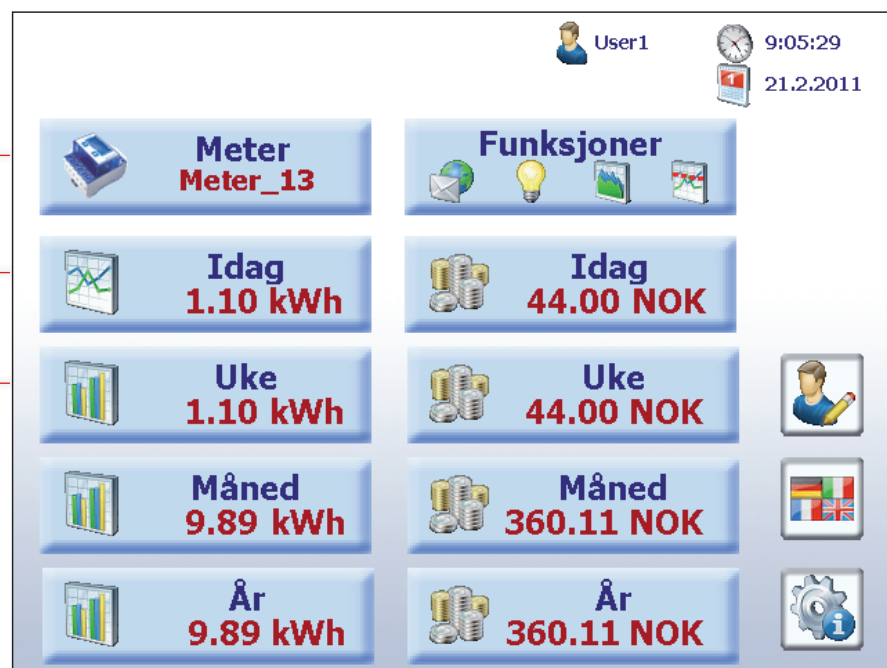 User1
9:05:29
21.2.2011
Meter
Meter_13
Funksjoner
Idag
1.10 kWh
Idag
44.00 NOK
Uke
1.10 kWh
Uke
44.00 NOK
Måned
9.89 kWh
Måned
360.11 NOK
År
9.89 kWh
År
360.11 NOK